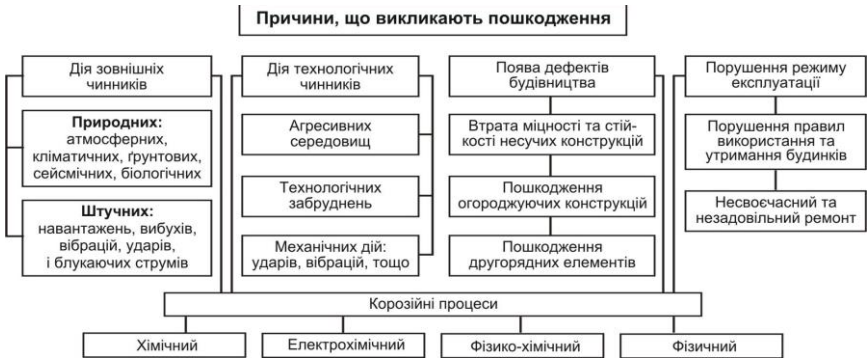 Причини, що викликають пошкодження
Дія зовнішніх
чинників
Природних:
атмосферних,
кліматичних, ґрунтових,
сейсмічних, біологічних
Штучних:
навантажень, вибухів,
вібрацій, ударів,
і блукаючих струмів
Дія технологічних
чинників
Агресивних
середовищ
Технологічних
забруднень
Механічних дій:
ударів, вібрацій, тощо
Поява дефектів
будівництва
Втрата міцності та стій-
кості несучих конструкцій
Пошкодження
огороджуючих конструкцій
Пошкодження
другорядних елементів
Порушення режиму
експлуатації
Порушення правил
використання та
утримання будинків
Несвоєчасний та
незадовільний ремонт
Корозійні процеси
Хімічний
Електрохімічний
Фізико-хімічний
Фізичний